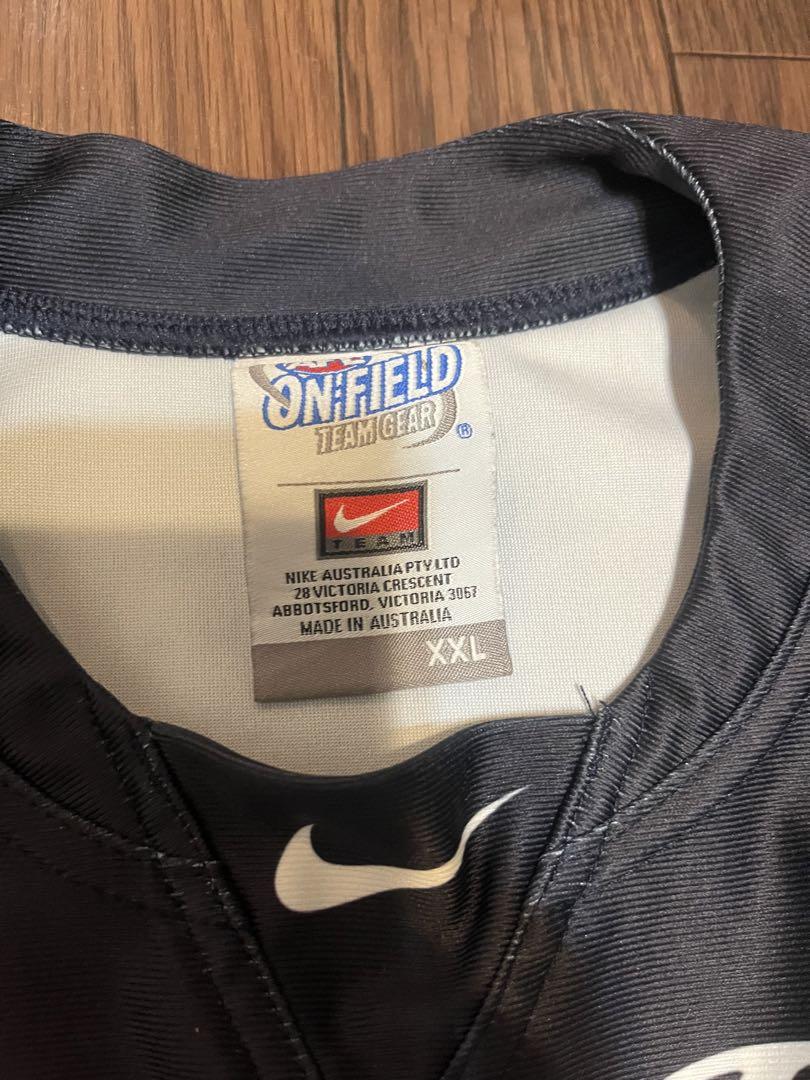 AFL
ON-FIELD
TEAM GEAR ®
TEAM
NIKE AUSTRALIA PTY LTD
28 VICTORIA CRESCENT
ABBOTSFORD, VICTORIA 3067
MADE IN AUSTRALIA
XXL